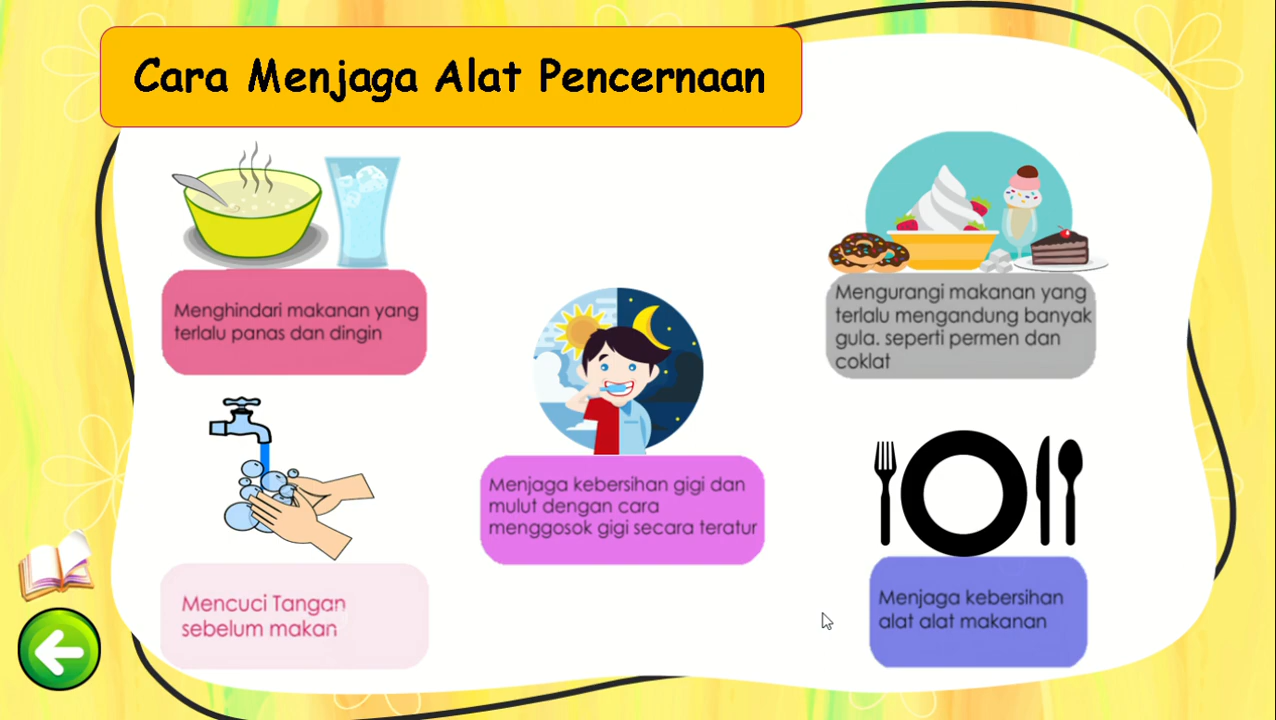 Cara Menjaga Alat Pencernaan
Menghindari makanan yang
terlalu panas dan dingin
Mencuci Tangan
sebelum makan
Menjaga kebersihan gigi dan
mulut dengan cara
menggosok gigi secara teratur
Mengurangi makanan yang
terlalu mengandung banyak
gula. seperti permen dan
coklat
Menjaga kebersihan
alat alat makanan